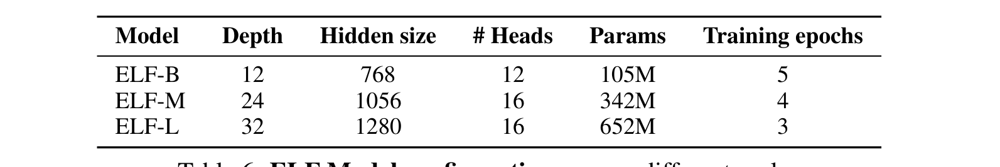 Model Depth Hidden size # Heads Params Training epochs
ELF-B 12 768 12 105M 5
ELF-M 24 1056 16 342M 4
ELF-L 32 1280 16 652M 3